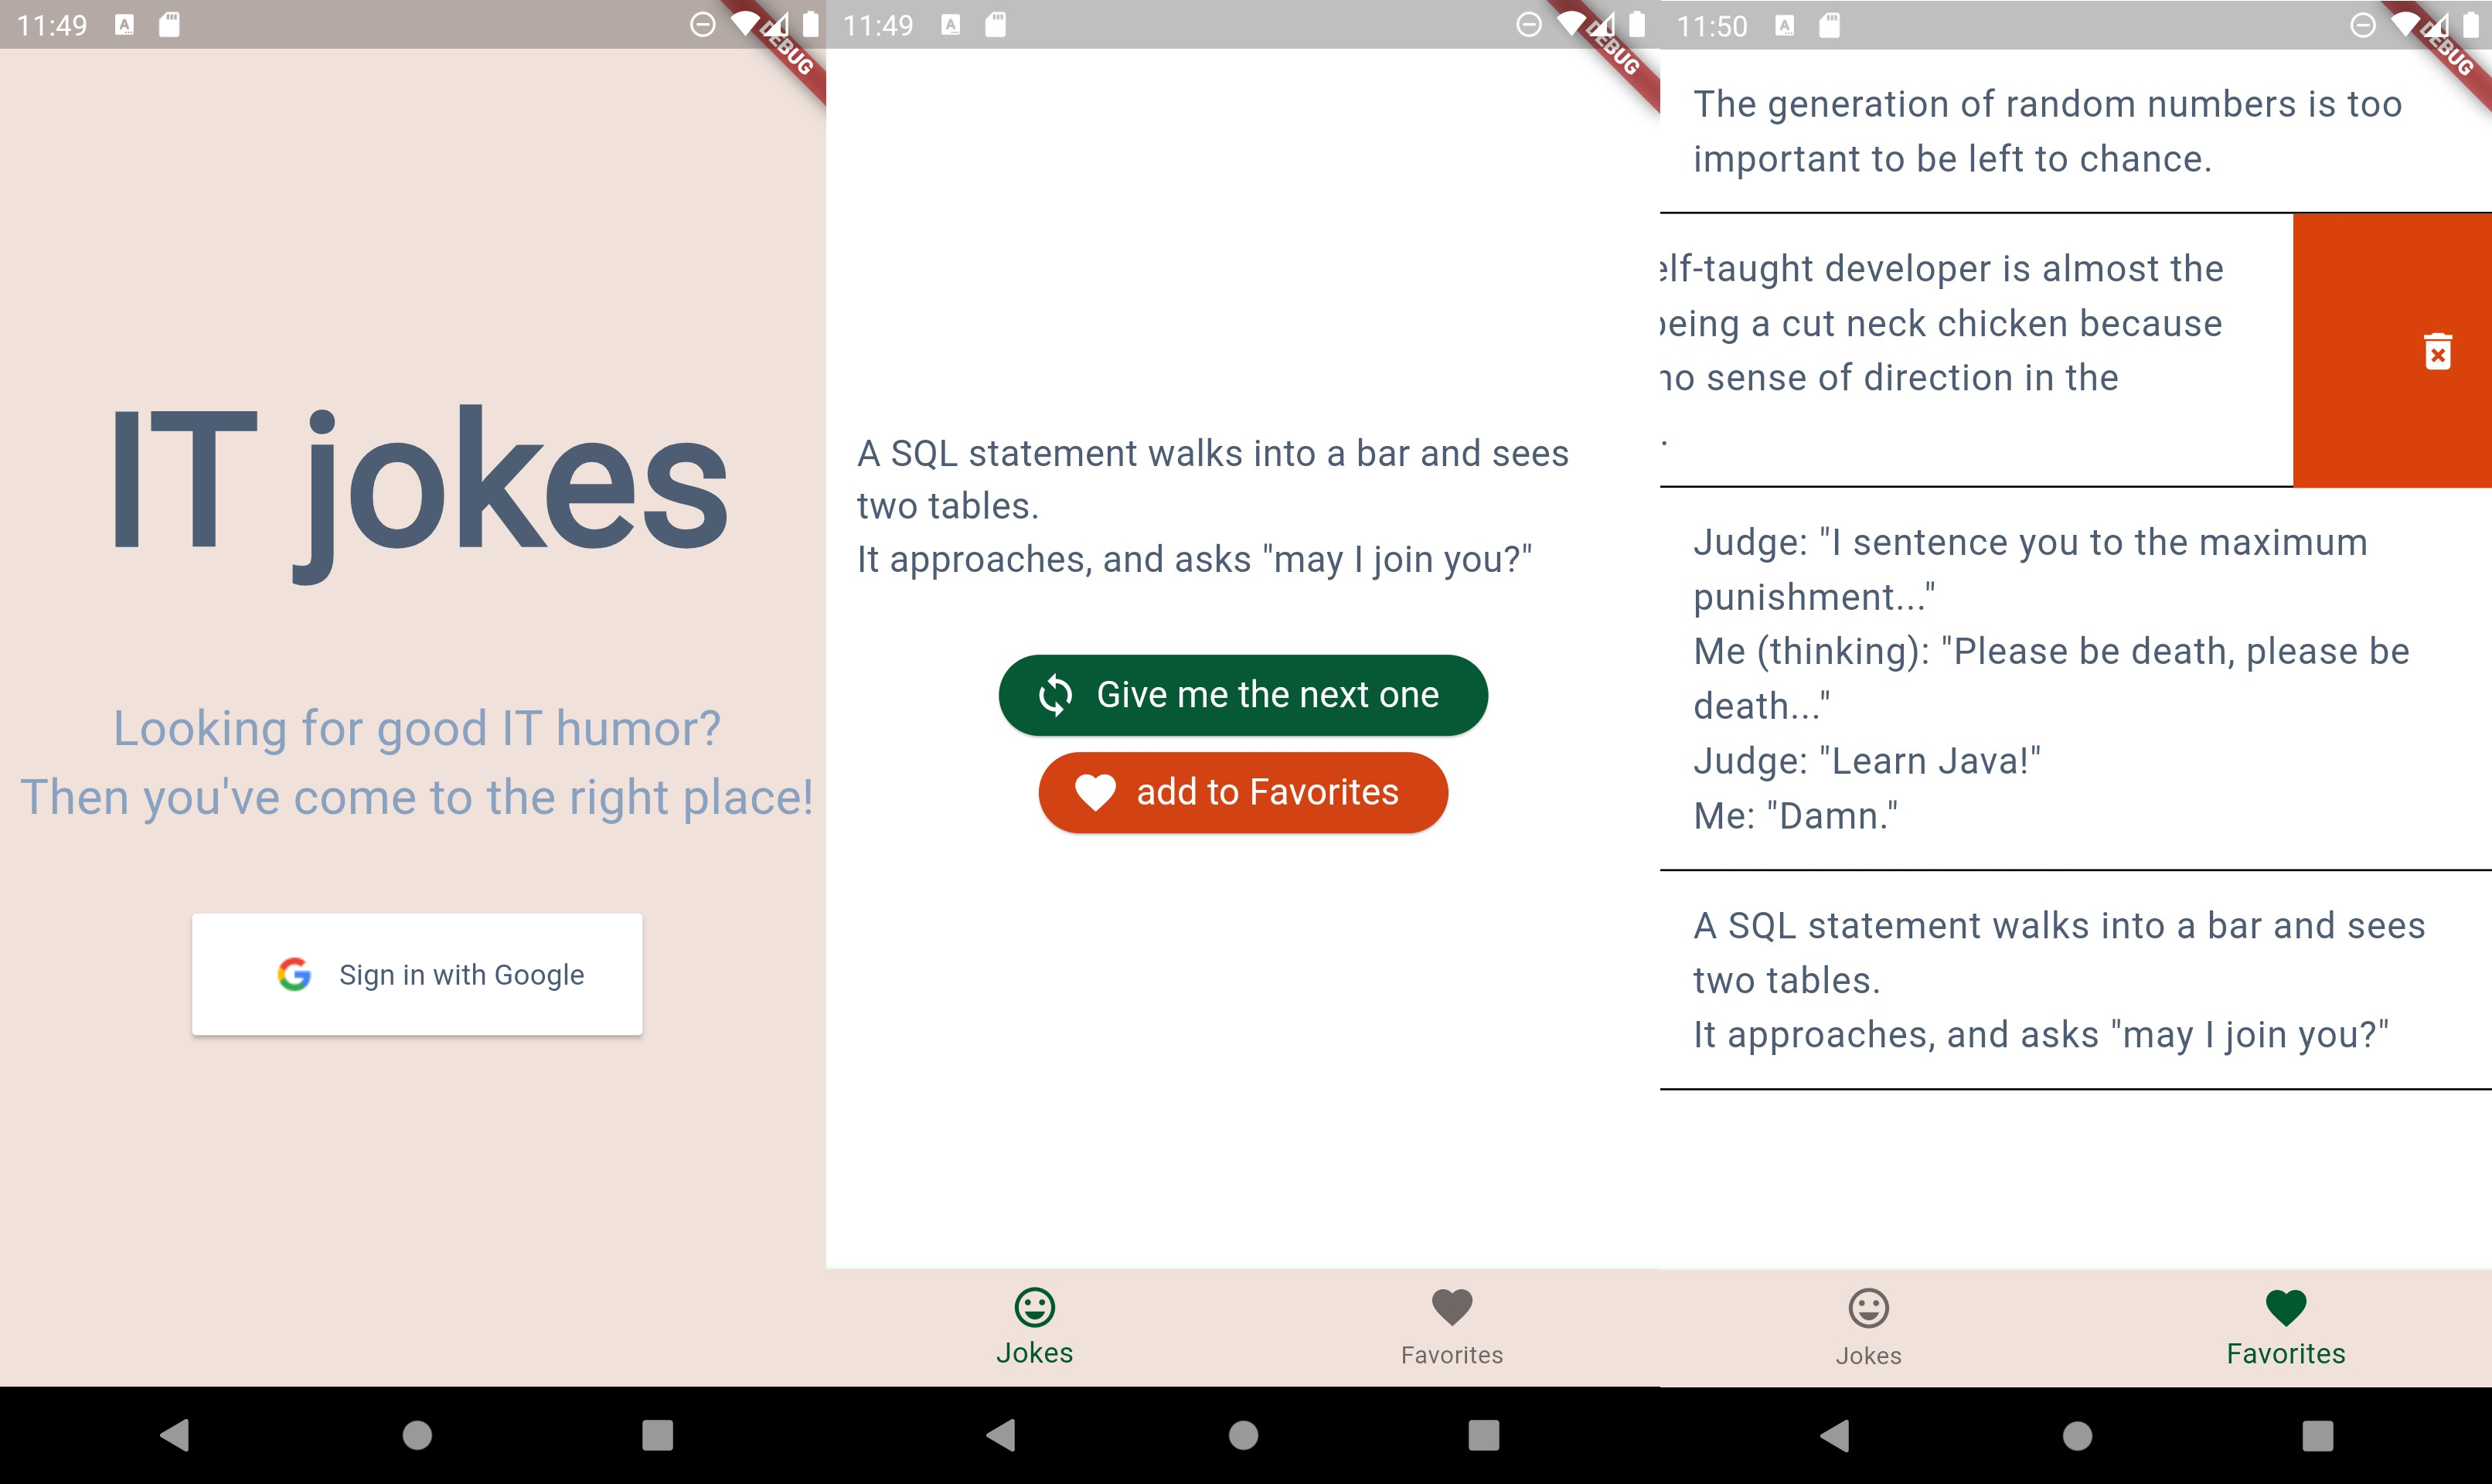 11:49
DEBUG
IT jokes
Looking for good IT humor?
Then you've come to the right place!
Sign in with Google
11:49
DEBUG
A SQL statement walks into a bar and sees
two tables.
It approaches, and asks "may I join you?"
Give me the next one
add to Favorites
Jokes
Favorites
11:50
DEBUG
The generation of random numbers is too
important to be left to chance.
elf-taught developer is almost the
being a cut neck chicken because
no sense of direction in the
.
Judge: "I sentence you to the maximum
punishment..."
Me (thinking): "Please be death, please be
death..."
Judge: "Learn Java!"
Me: "Damn."
A SQL statement walks into a bar and sees
two tables.
It approaches, and asks "may I join you?"
Jokes
Favorites